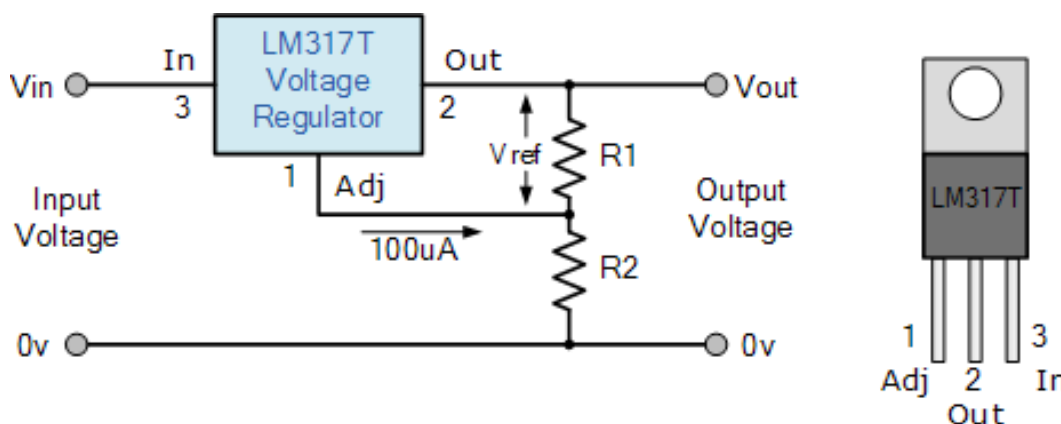 LM317T
Voltage
Regulator
In
Out
Vin
3
2
Vout
Vref
R1
1
Adj
Input
Voltage
100uA
Output
Voltage
R2
0v
0v
LM317T
1
3
Adj
2
In
Out